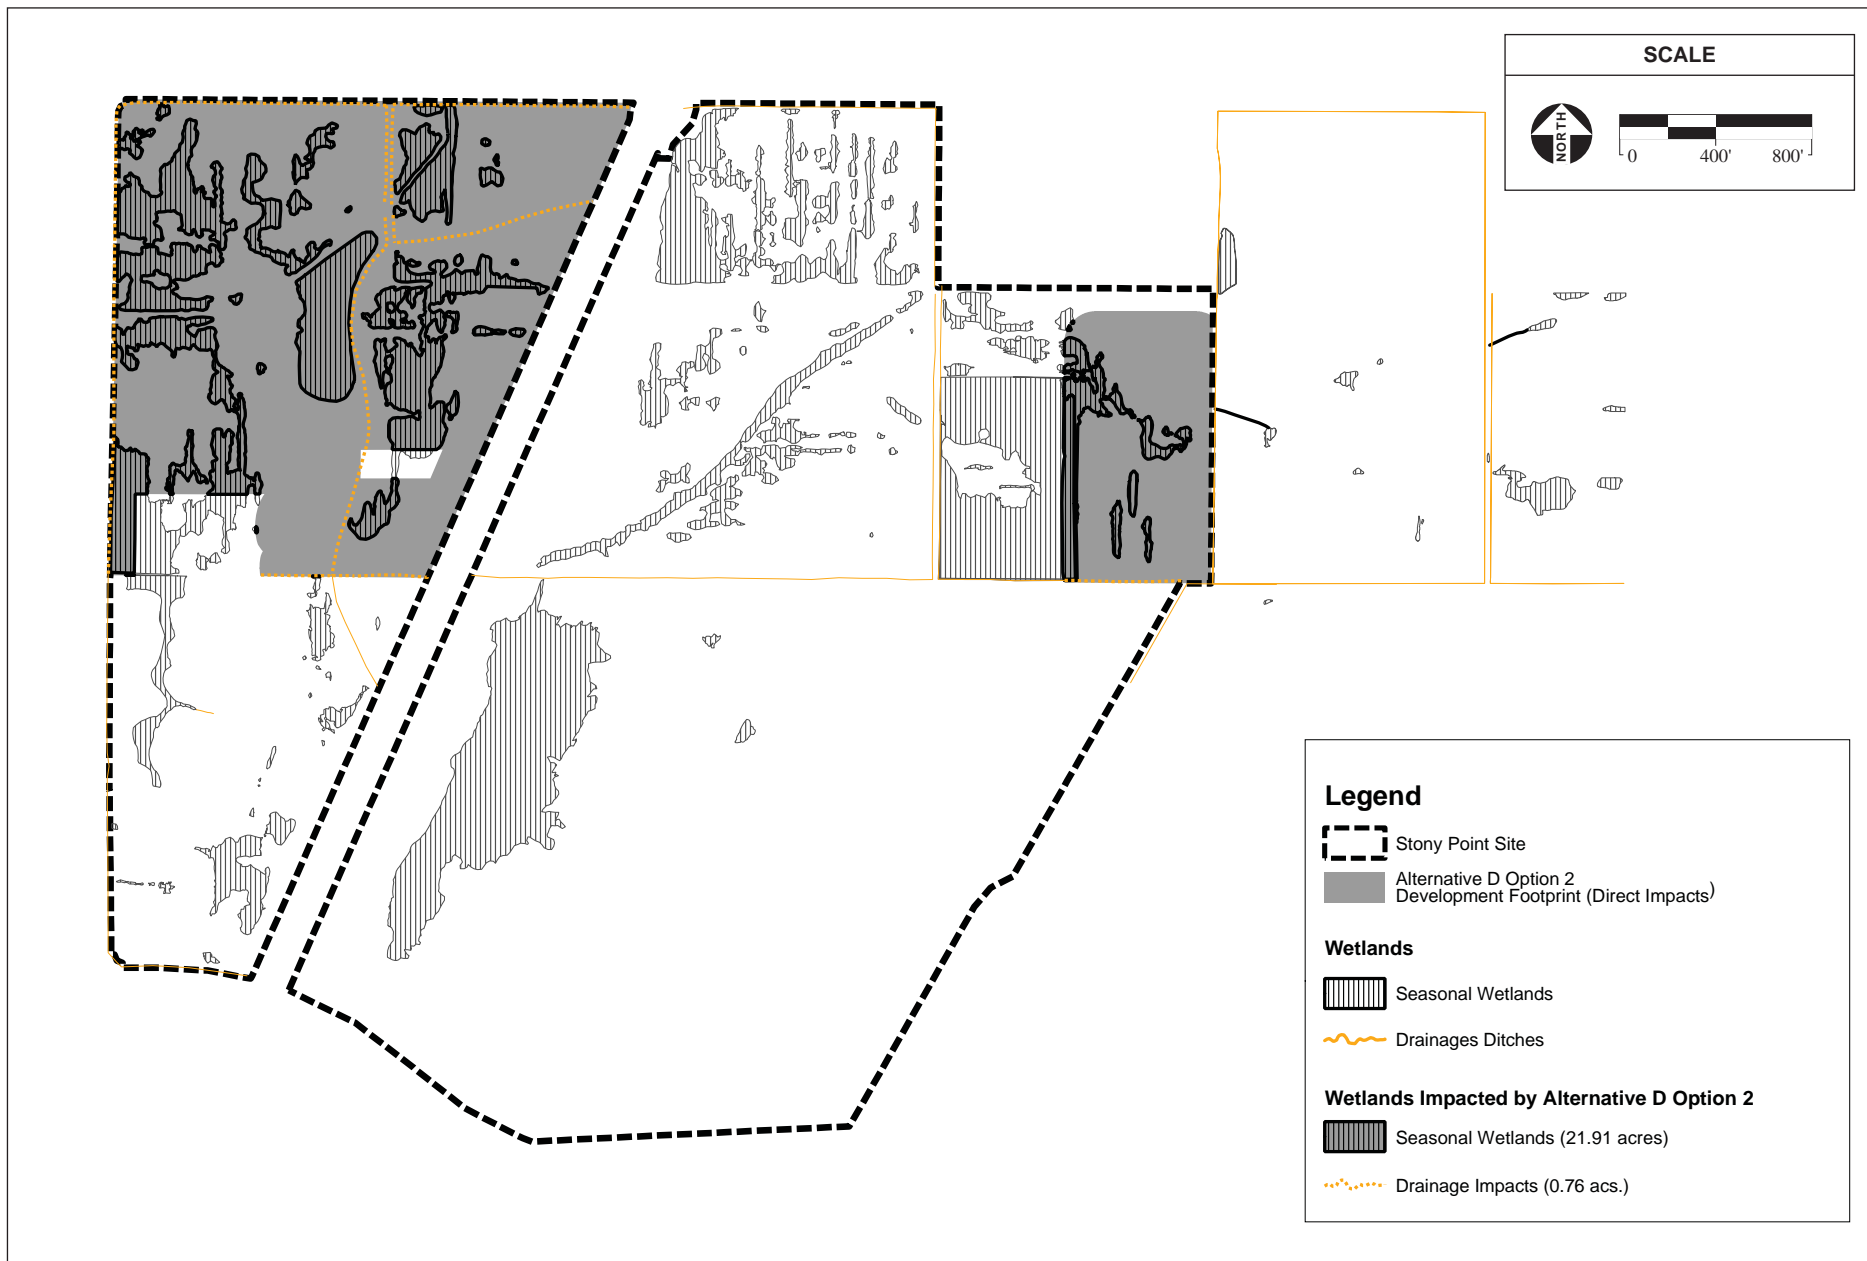 SCALE
NORTH
0 400' 800'
Legend
Stony Point Site
Alternative D Option 2
Development Footprint (Direct Impacts)
Wetlands
Seasonal Wetlands
Drainages Ditches
Wetlands Impacted by Alternative D Option 2
Seasonal Wetlands (21.91 acres)
Drainage Impacts (0.76 acs.)